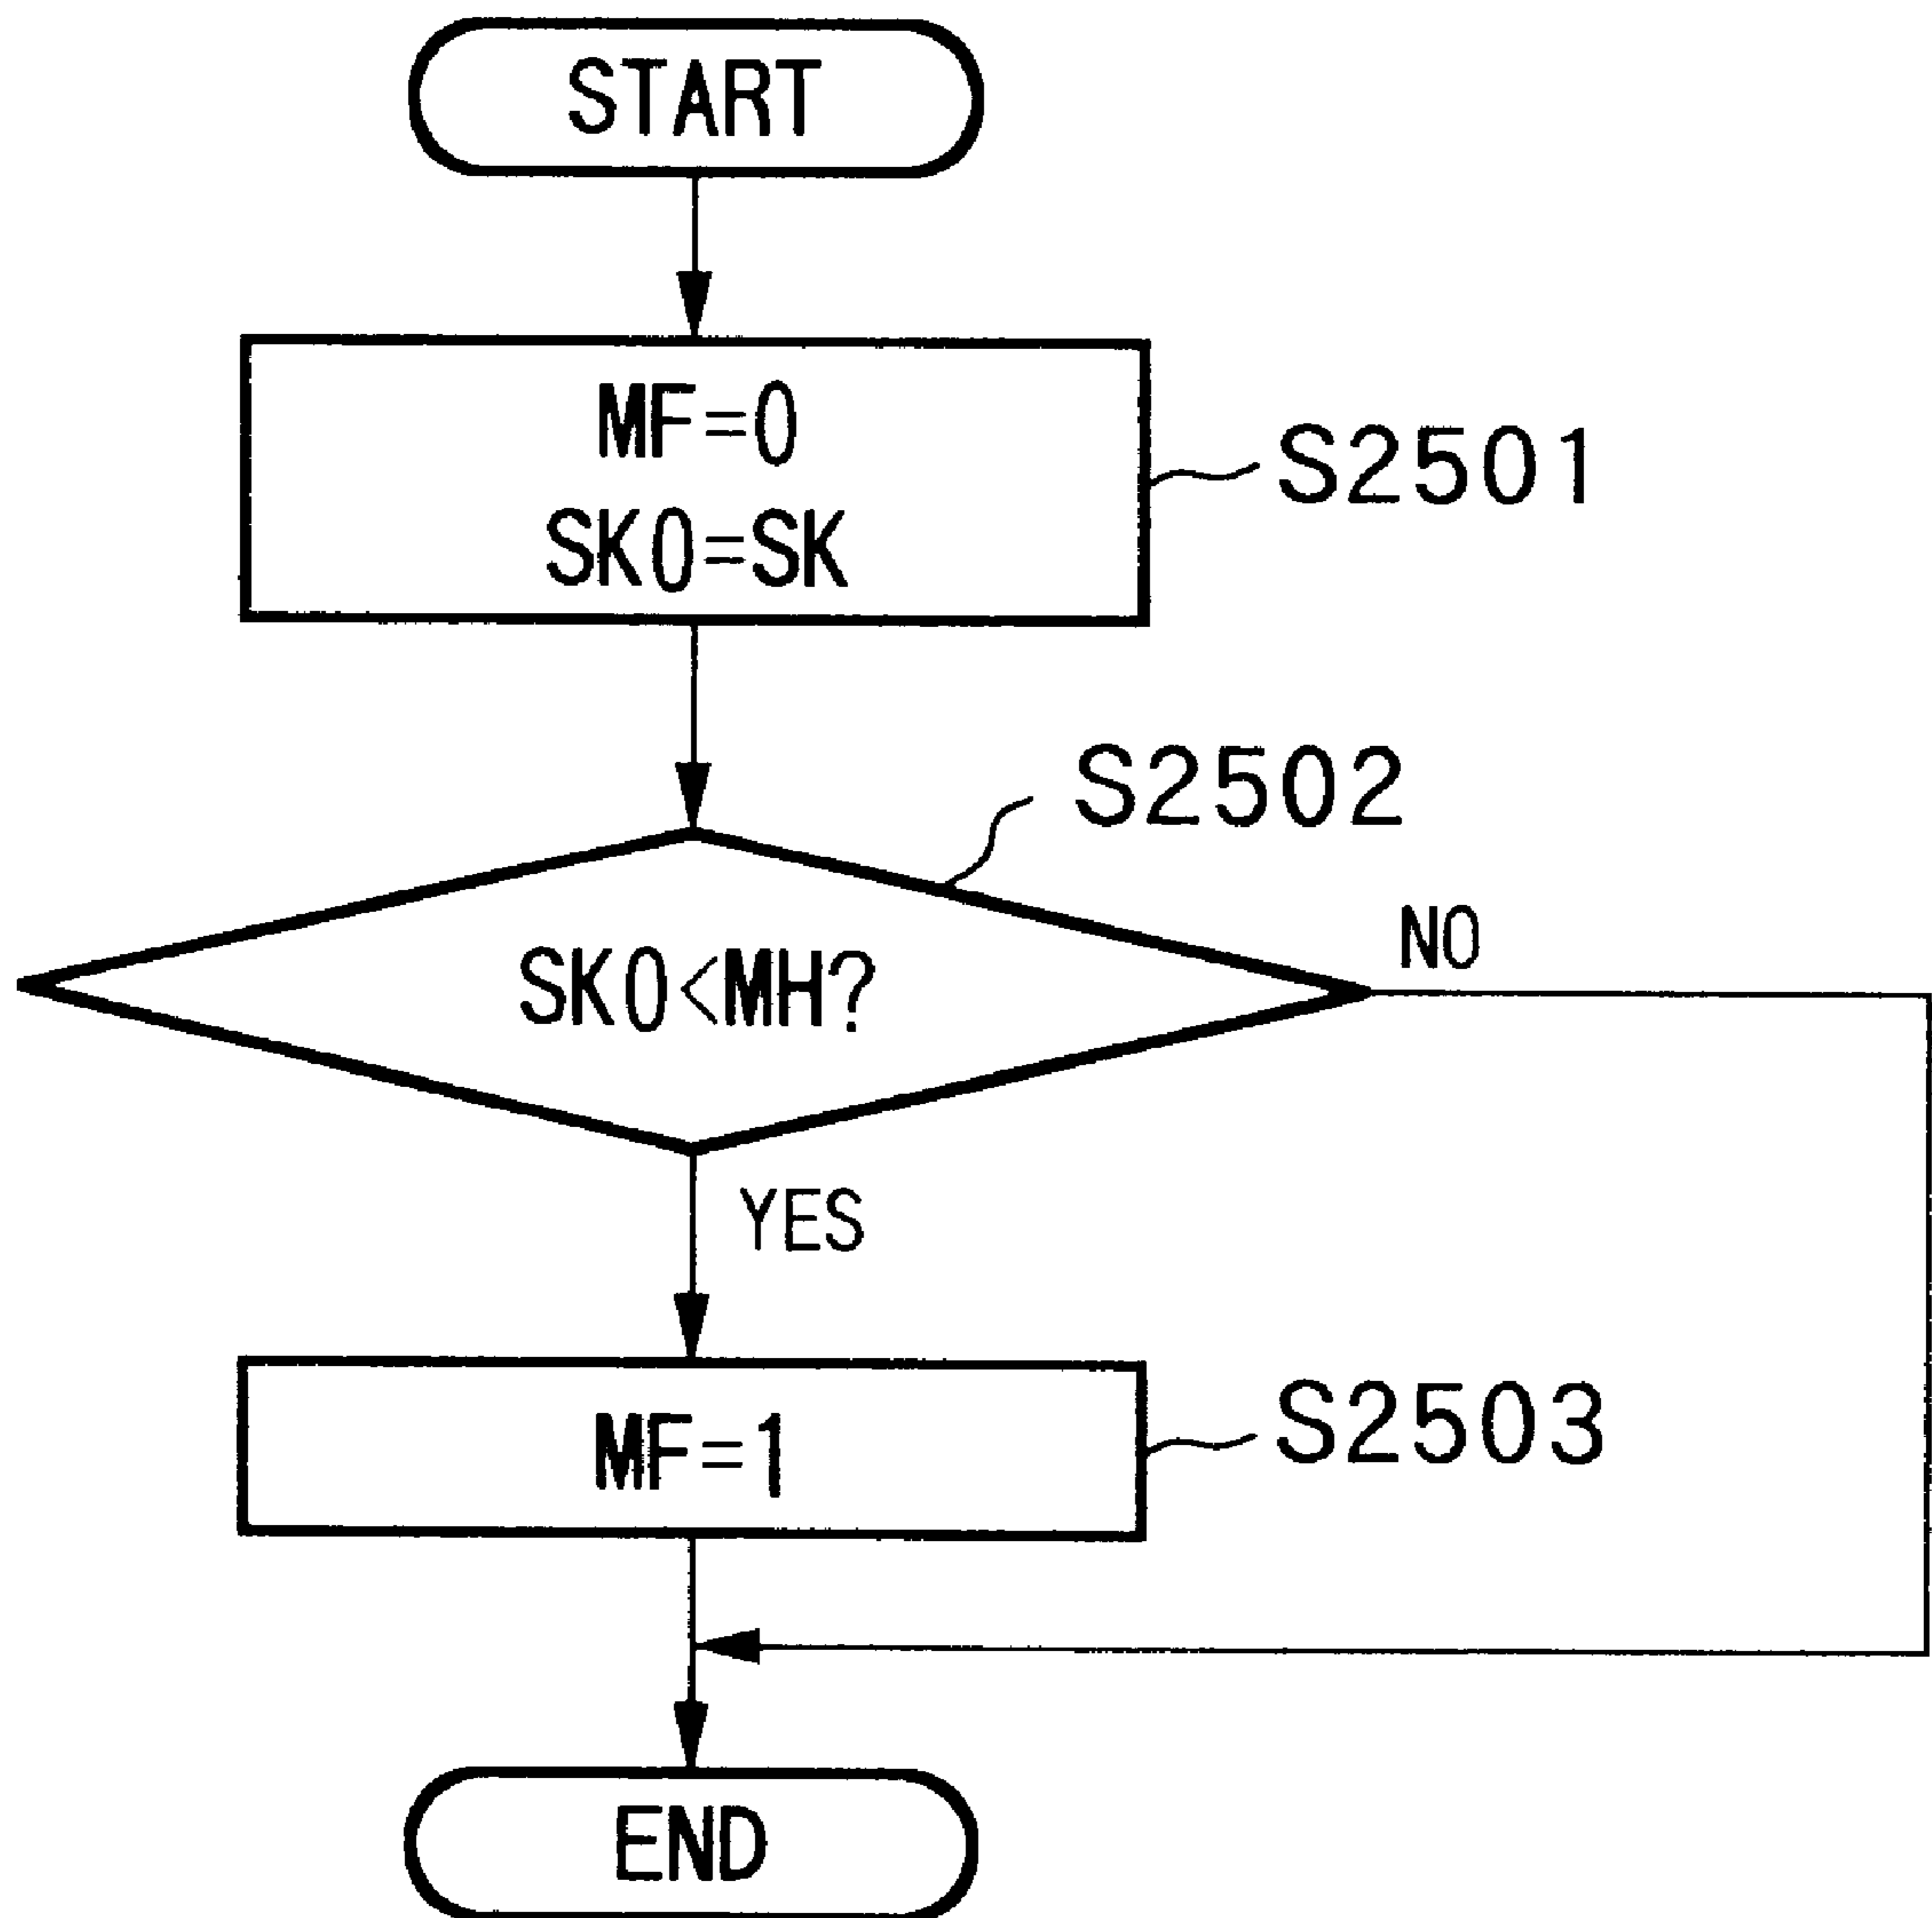 START
MF=0
SK0=SK
S2501
S2502
SK0<MH?
NO
YES
MF=1
S2503
END